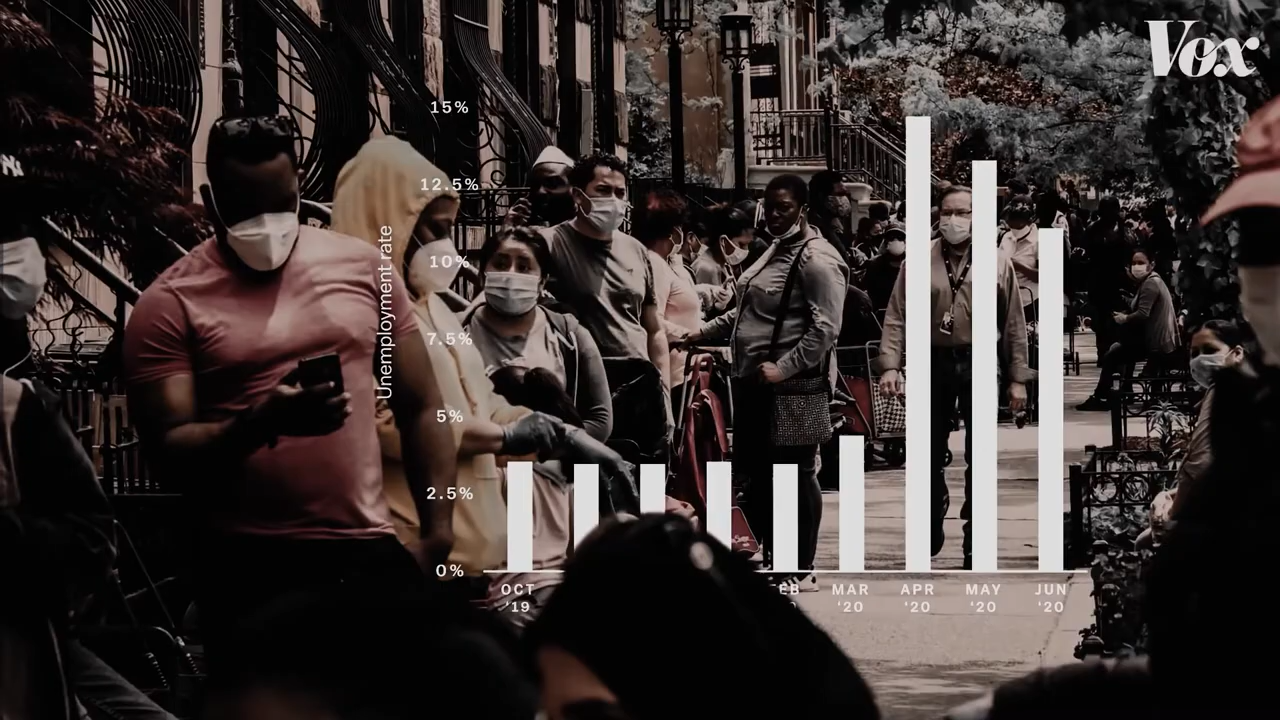 Vox
15%
12.5%
10%
7.5%
5%
2.5%
0%
Unemployment rate
OCT '19
MAR '20
APR '20
MAY '20
JUN '20